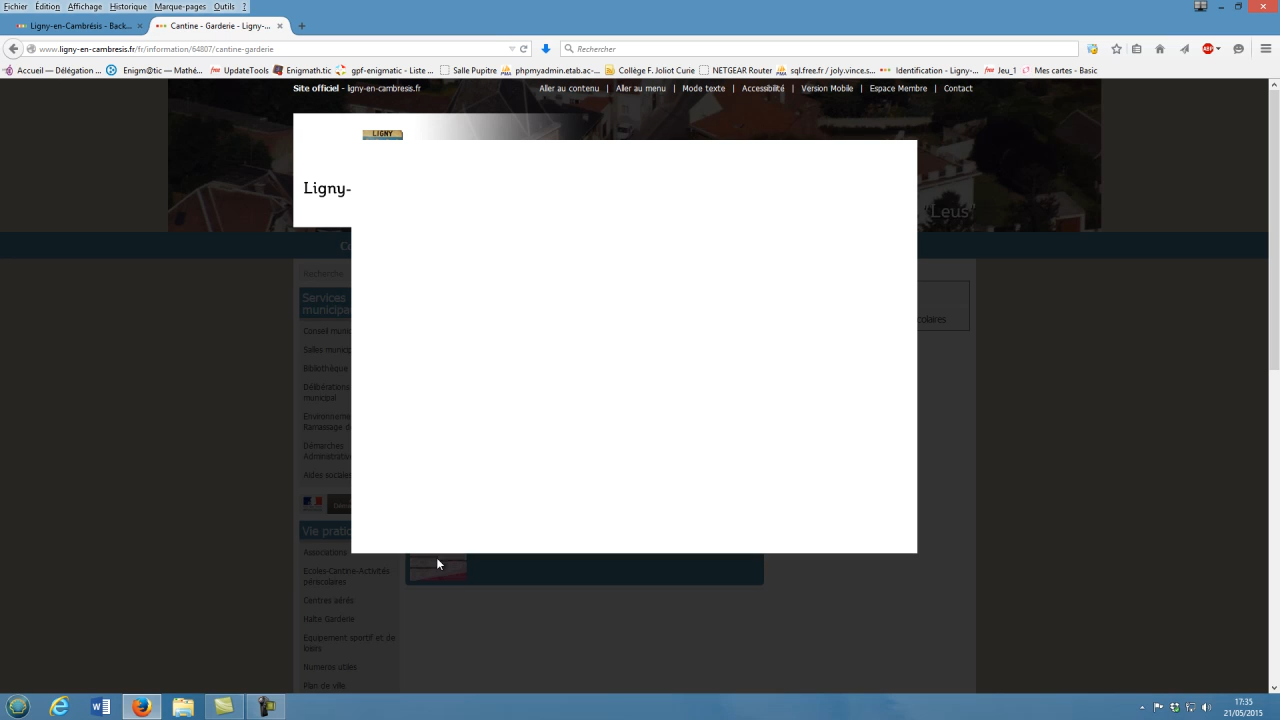 Fichier Édition Affichage Historique Marque-pages Outils ?
Ligny-en-Cambrésis - Back... × Cantine - Garderie - Ligny-... × +
www.ligny-en-cambresis.fr/fr/information/64807/cantine-garderie
Rechercher
Accueil — Délégation ... Enigm@tic — Mathé... UpdateTools Enigmath.tic gpf-enigmatic - Liste ... Salle Pupitre phpmyadmin.etab.ac-... Collège F. Joliot Curie NETGEAR Router sql.free.fr / joly.vince.s... Identification - Ligny-... Jeu_1 Mes cartes - Basic
Site officiel - ligny-en-cambresis.fr
Aller au contenu | Aller au menu | Mode texte | Accessibilité | Version Mobile | Espace Membre | Contact
LIGNY
Ligny-
"Leus"
Recherche
Services
municipa
Conseil muni
Salles munici
Bibliothèque
Délibérations
municipal
Environneme
Ramassage d
Démarches
Administrativ
Aides sociales
Vie pratic
Associations
Ecoles-Cantine-Activités
périscolaires
Centres aérés
Halte Garderie
Equipement sportif et de
loisirs
Numeros utiles
Plan de ville
colaires
17:35
21/05/2015